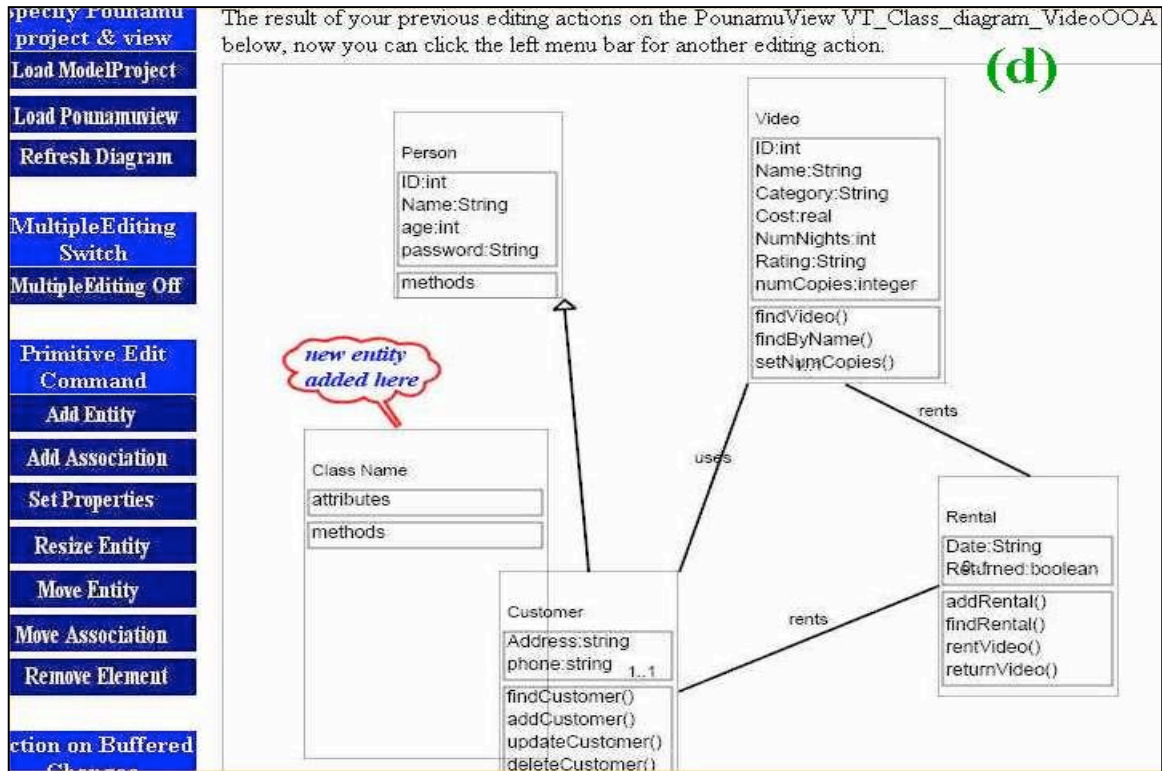 specify Pounamu
project & view
Load ModelProject
Load Pounamuview
Refresh Diagram
MultipleEditing
Switch
MultipleEditing Off
Primitive Edit
Command
Add Entity
Add Association
Set Properties
Resize Entity
Move Entity
Move Association
Remove Element
ction on Buffered
Changes
The result of your previous editing actions on the PounamuView VT_Class_diagram_VideoOOA
below, now you can click the left menu bar for another editing action.
(d)
Person
ID:int
Name:String
age:int
password:String
methods
Video
ID:int
Name:String
Category:String
Cost:real
NumNights:int
Rating:String
numCopies:integer
findVideo()
findByName()
setNumCopies()
new entity
added here
Class Name
attributes
methods
uses
rents
rents
Customer
Address:string
phone:string
1..1
findCustomer()
addCustomer()
updateCustomer()
deleteCustomer()
Rental
Date:String
Returned:boolean
addRental()
findRental()
rentVideo()
returnVideo()